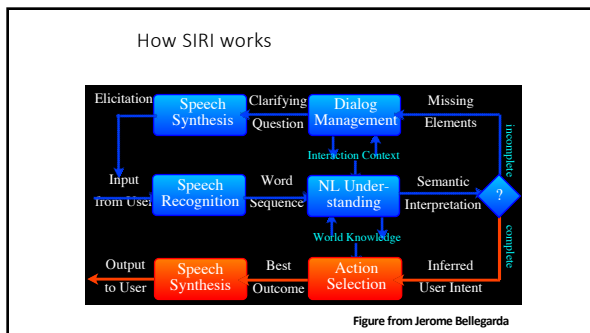 How SIRI works
Elicitation
Speech
Synthesis
Clarifying
Question
Dialog
Management
Missing
Elements
incomplete
Interaction Context
Input
from User
Speech
Recognition
Word
Sequence
NL Under-
standing
Semantic
Interpretation
?
World Knowledge
complete
Output
to User
Speech
Synthesis
Best
Outcome
Action
Selection
Inferred
User Intent
Figure from Jerome Bellegarda